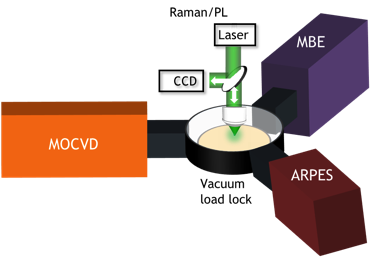 Raman/PL
Laser
MBE
CCD
MOCVD
ARPES
Vacuum
load lock